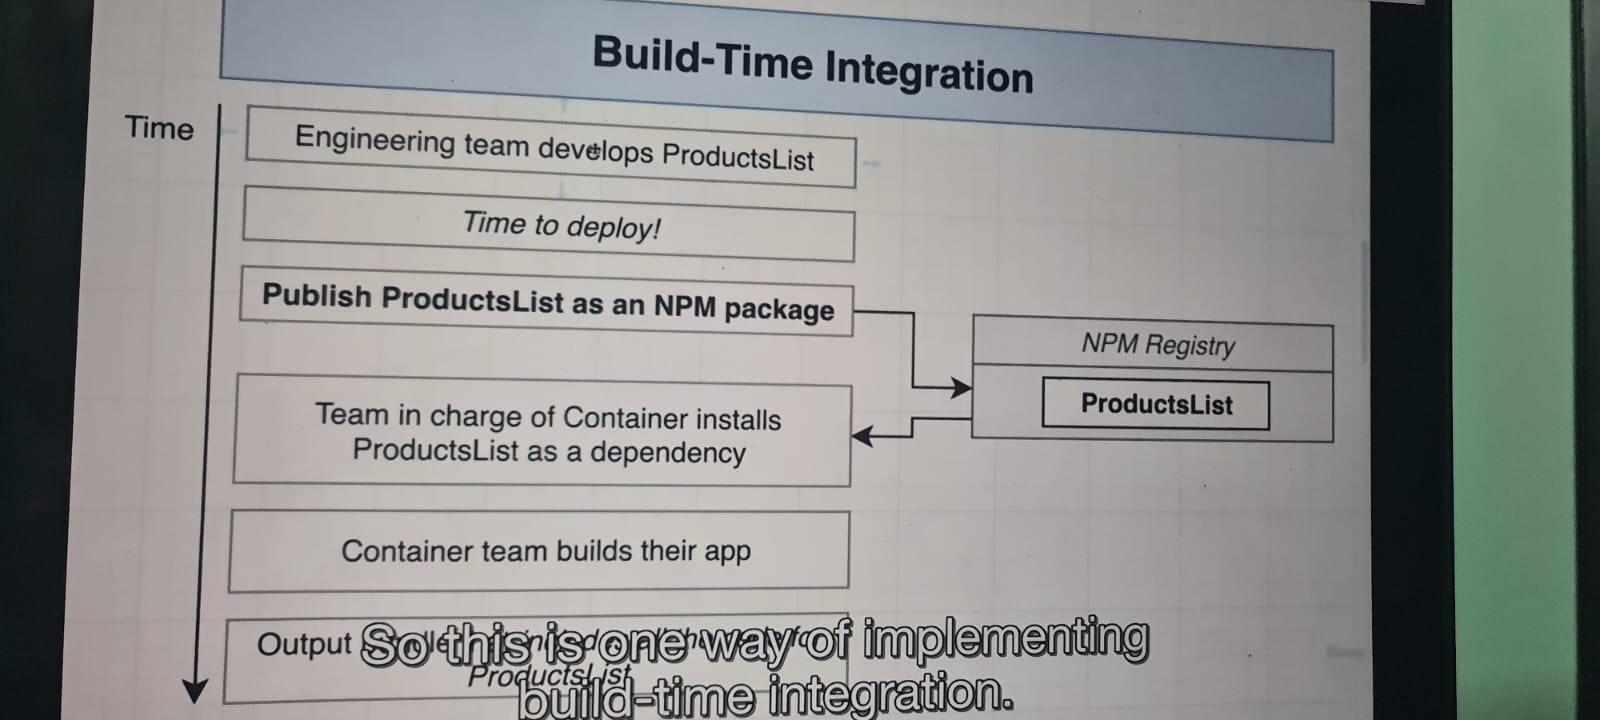 Build-Time Integration
Time
Engineering team develops ProductsList
Time to deploy!
Publish ProductsList as an NPM package
NPM Registry
ProductsList
Team in charge of Container installs
ProductsList as a dependency
Container team builds their app
Output
ProductsList
So this is one way of implementing
build-time integration.